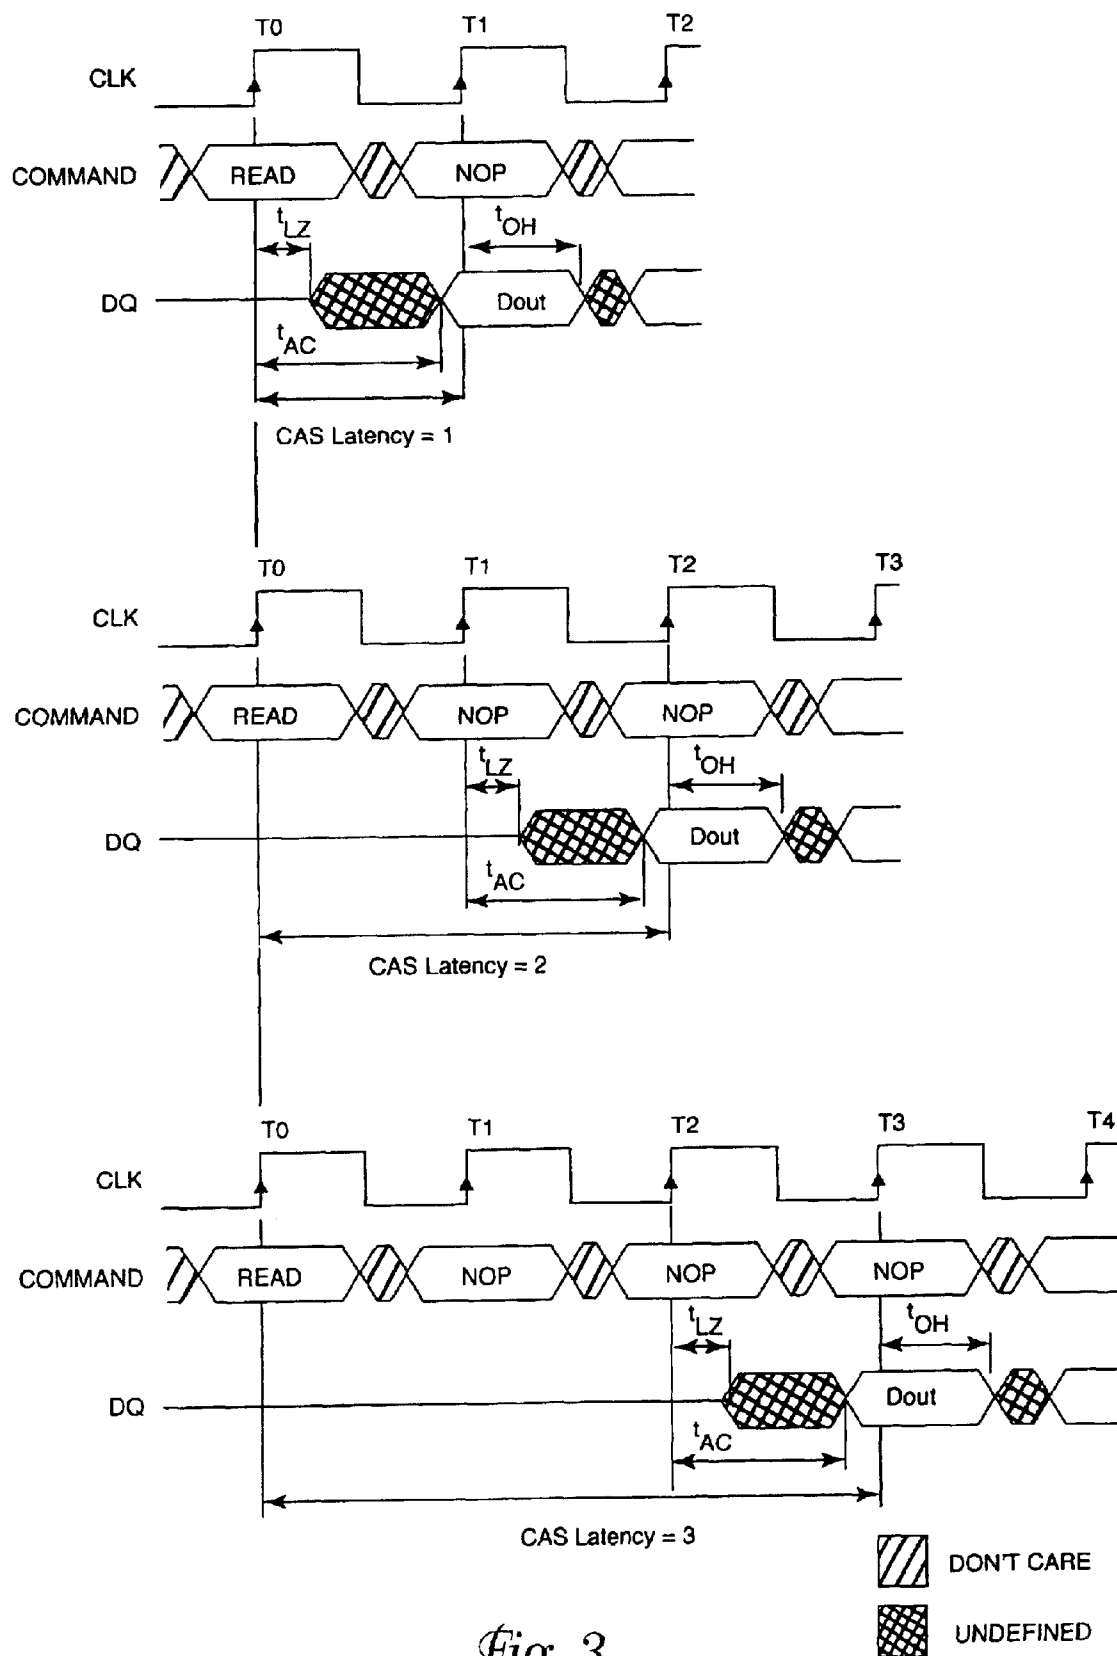 T0 T1 T2
CLK
COMMAND READ NOP
tLZ tOH
DQ Dout
tAC
CAS Latency = 1
T0 T1 T2 T3
CLK
COMMAND READ NOP NOP
tLZ tOH
DQ Dout
tAC
CAS Latency = 2
T0 T1 T2 T3 T4
CLK
COMMAND READ NOP NOP NOP
tLZ tOH
DQ Dout
tAC
CAS Latency = 3
DON'T CARE
UNDEFINED
Fig. 3